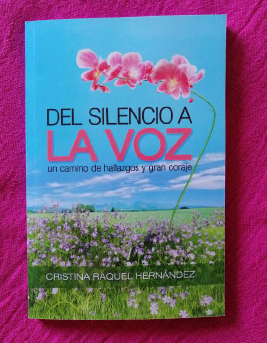 DEL SILENCIO A
LA VOZ
un camino de hallazgos y gran coraje
CRISTINA RAQUEL HERNÁNDEZ